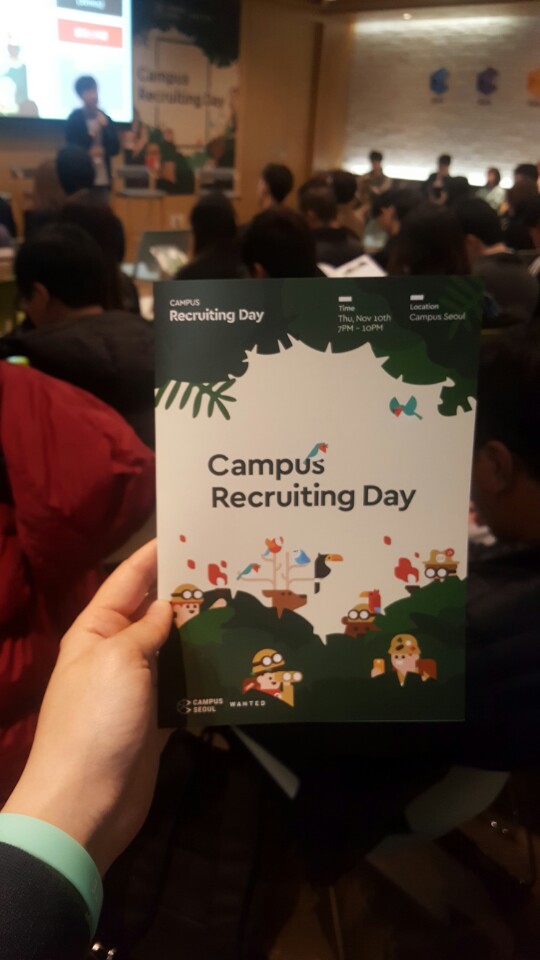 Campus
Recruiting Day
CAMPUS
Recruiting Day
Time
Thu, Nov 10th
7PM - 10PM
Location
Campus Seoul
Campus
Recruiting Day
CAMPUS
SEOUL
WANTED